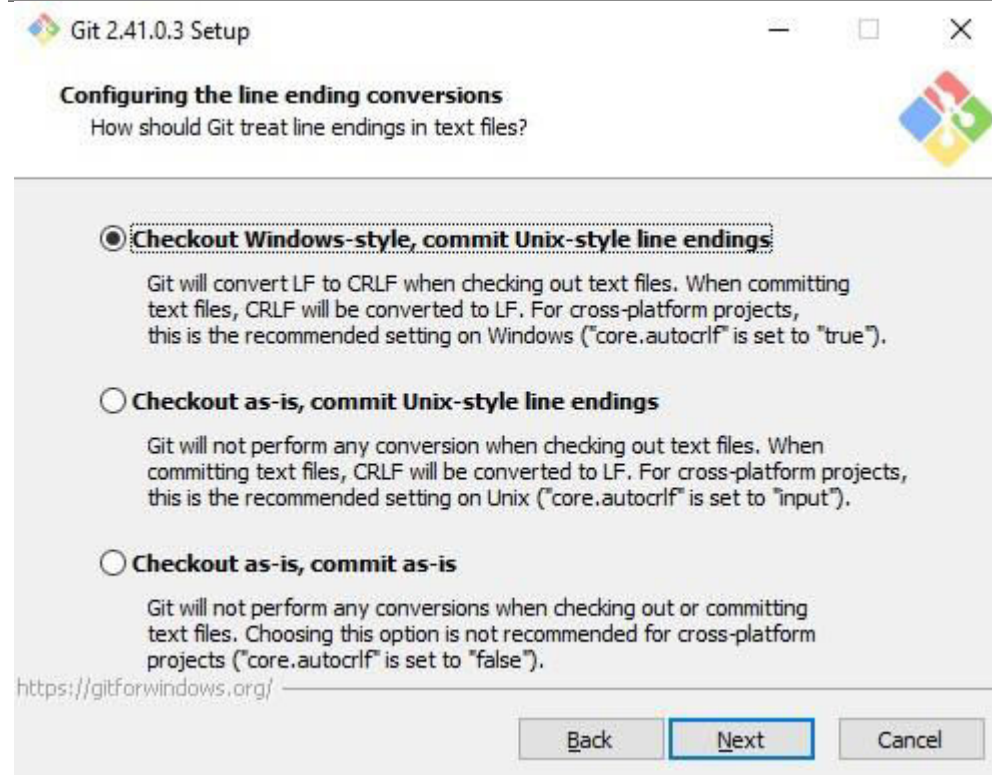 Git 2.41.0.3 Setup
Configuring the line ending conversions
How should Git treat line endings in text files?
Checkout Windows-style, commit Unix-style line endings
Git will convert LF to CRLF when checking out text files. When committing
text files, CRLF will be converted to LF. For cross-platform projects,
this is the recommended setting on Windows ("core.autocrlf" is set to "true").
Checkout as-is, commit Unix-style line endings
Git will not perform any conversion when checking out text files. When
committing text files, CRLF will be converted to LF. For cross-platform projects,
this is the recommended setting on Unix ("core.autocrlf" is set to "input").
Checkout as-is, commit as-is
Git will not perform any conversions when checking out or committing
text files. Choosing this option is not recommended for cross-platform
projects ("core.autocrlf" is set to "false").
https://gitforwindows.org/
Back Next Cancel